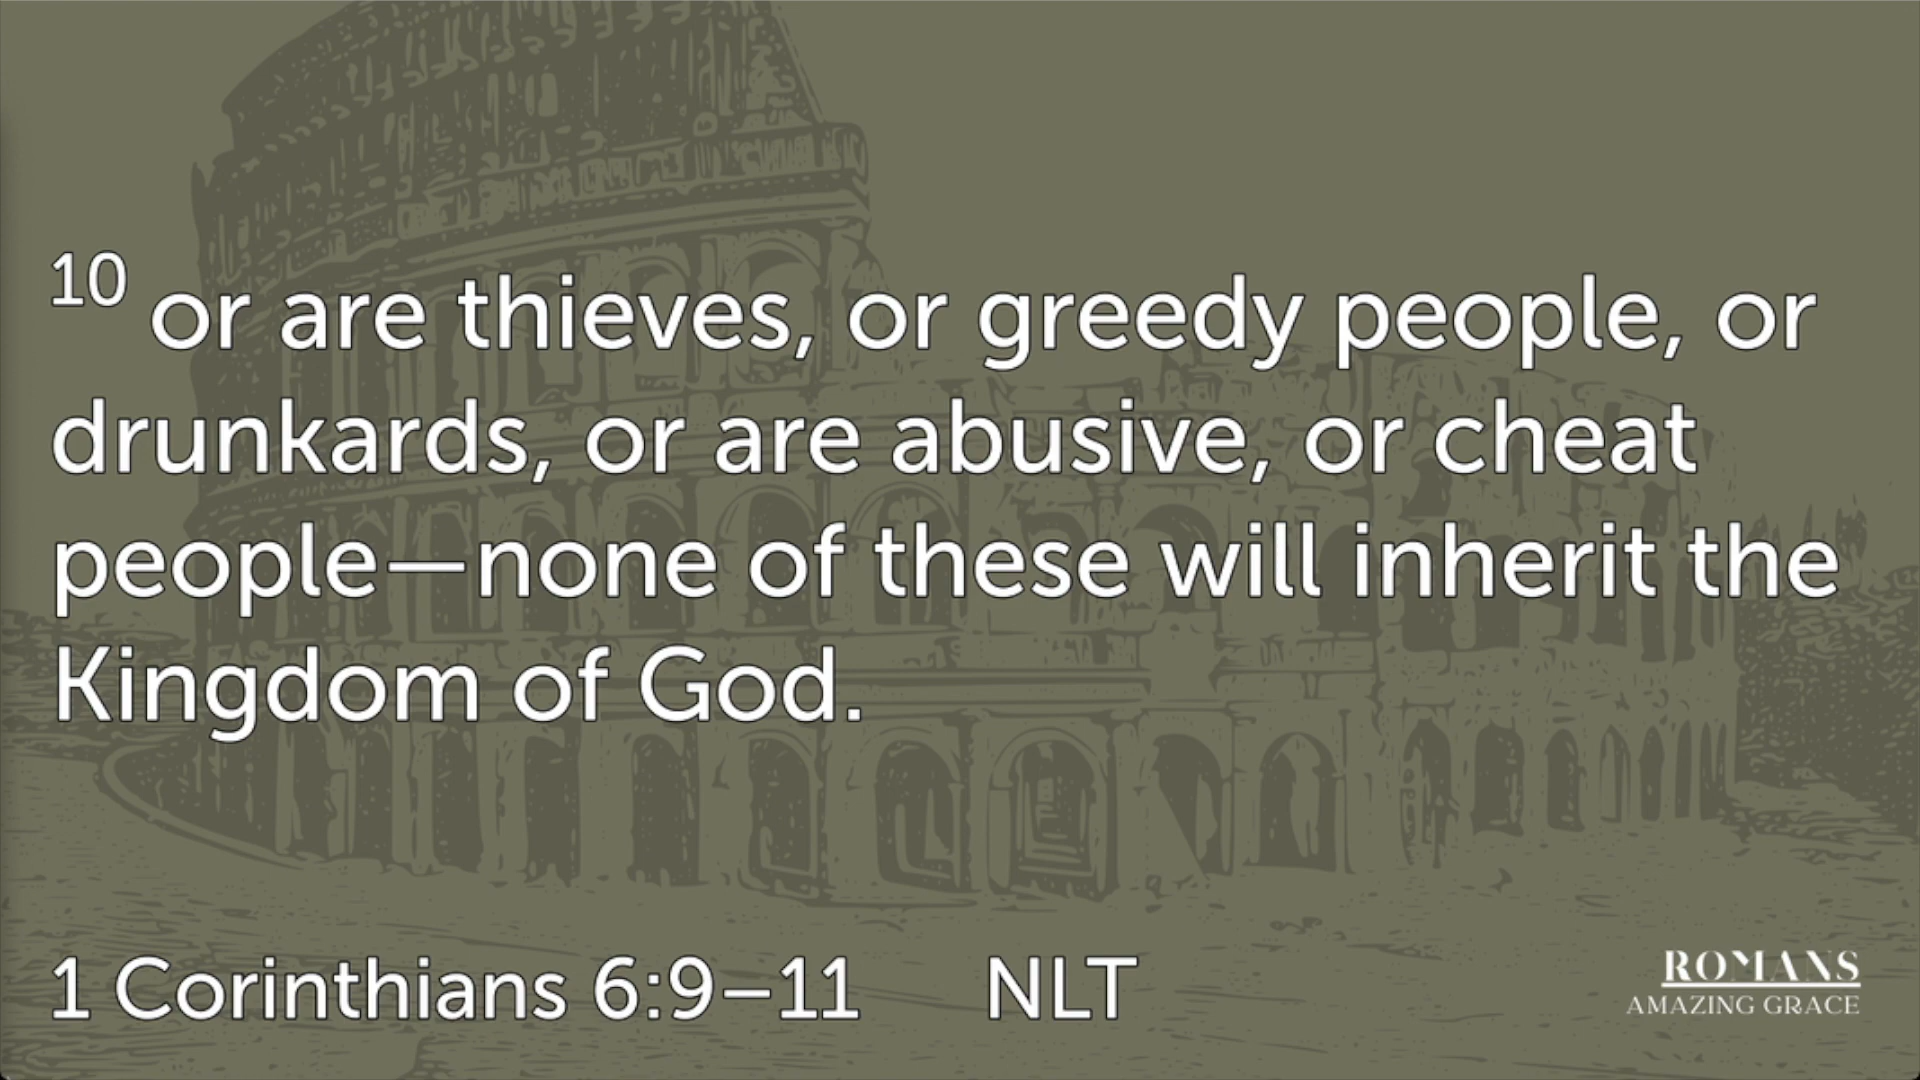 10 or are thieves, or greedy people, or
drunkards, or are abusive, or cheat
people—none of these will inherit the
Kingdom of God.
1 Corinthians 6:9–11 NLT
ROMANS
AMAZING GRACE